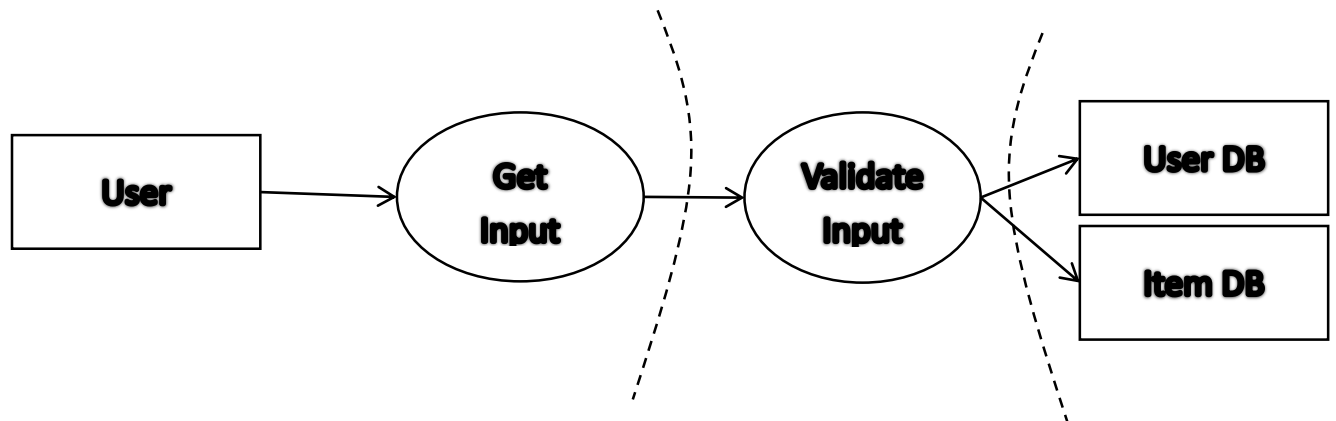 User
Get
Input
Validate
Input
User DB
Item DB